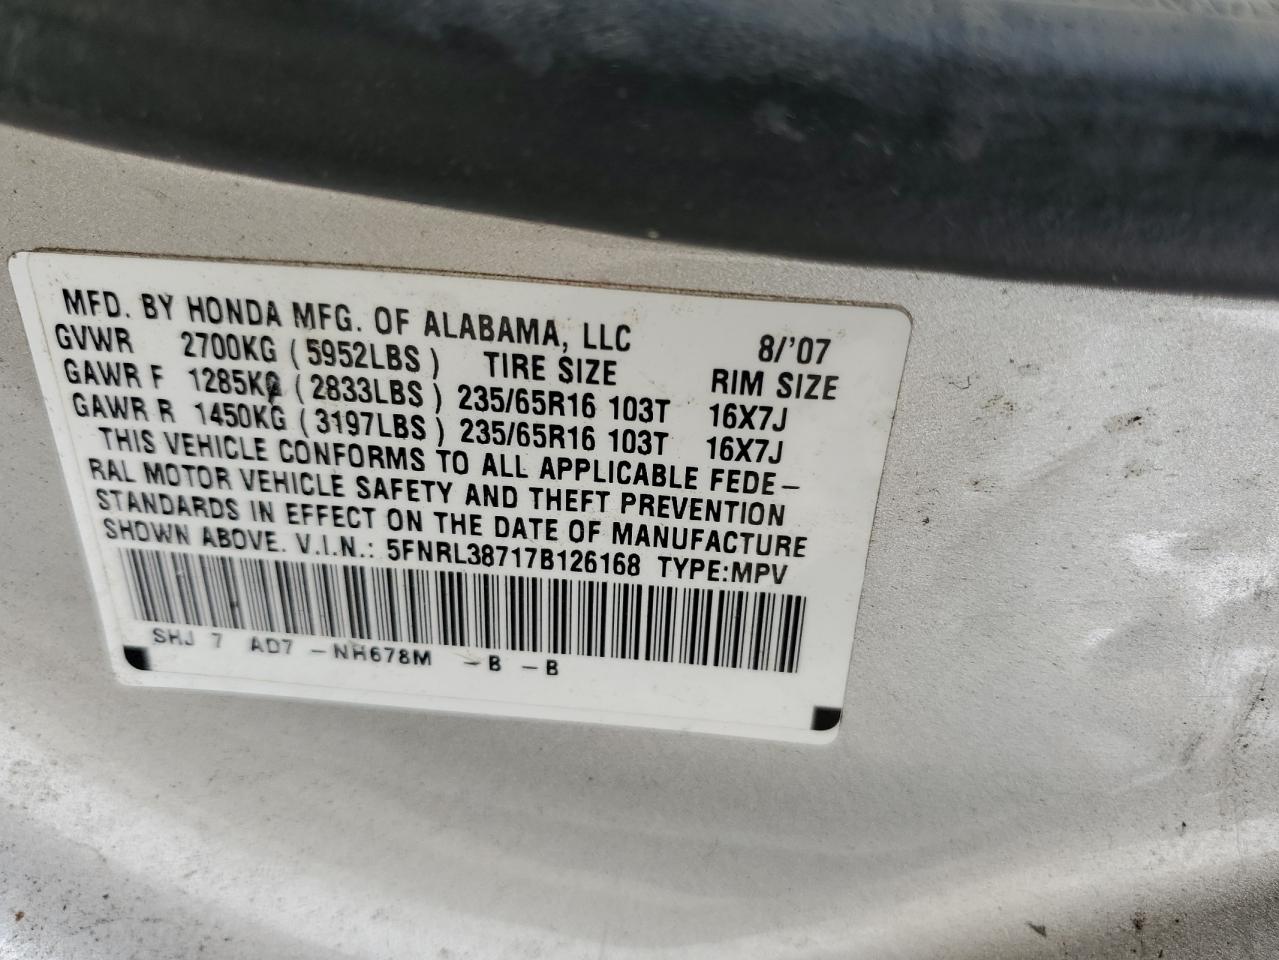 MFD. BY HONDA MFG. OF ALABAMA, LLC 8/'07
GVWR 2700KG (5952LBS) TIRE SIZE RIM SIZE
GAWR F 1285KG (2833LBS) 235/65R16 103T 16X7J
GAWR R 1450KG (3197LBS) 235/65R16 103T 16X7J
THIS VEHICLE CONFORMS TO ALL APPLICABLE FEDE-
RAL MOTOR VEHICLE SAFETY AND THEFT PREVENTION
STANDARDS IN EFFECT ON THE DATE OF MANUFACTURE
SHOWN ABOVE. V.I.N.: 5FNRL38717B126168 TYPE:MPV
SHJ 7 AD7 -NH678M -B -B